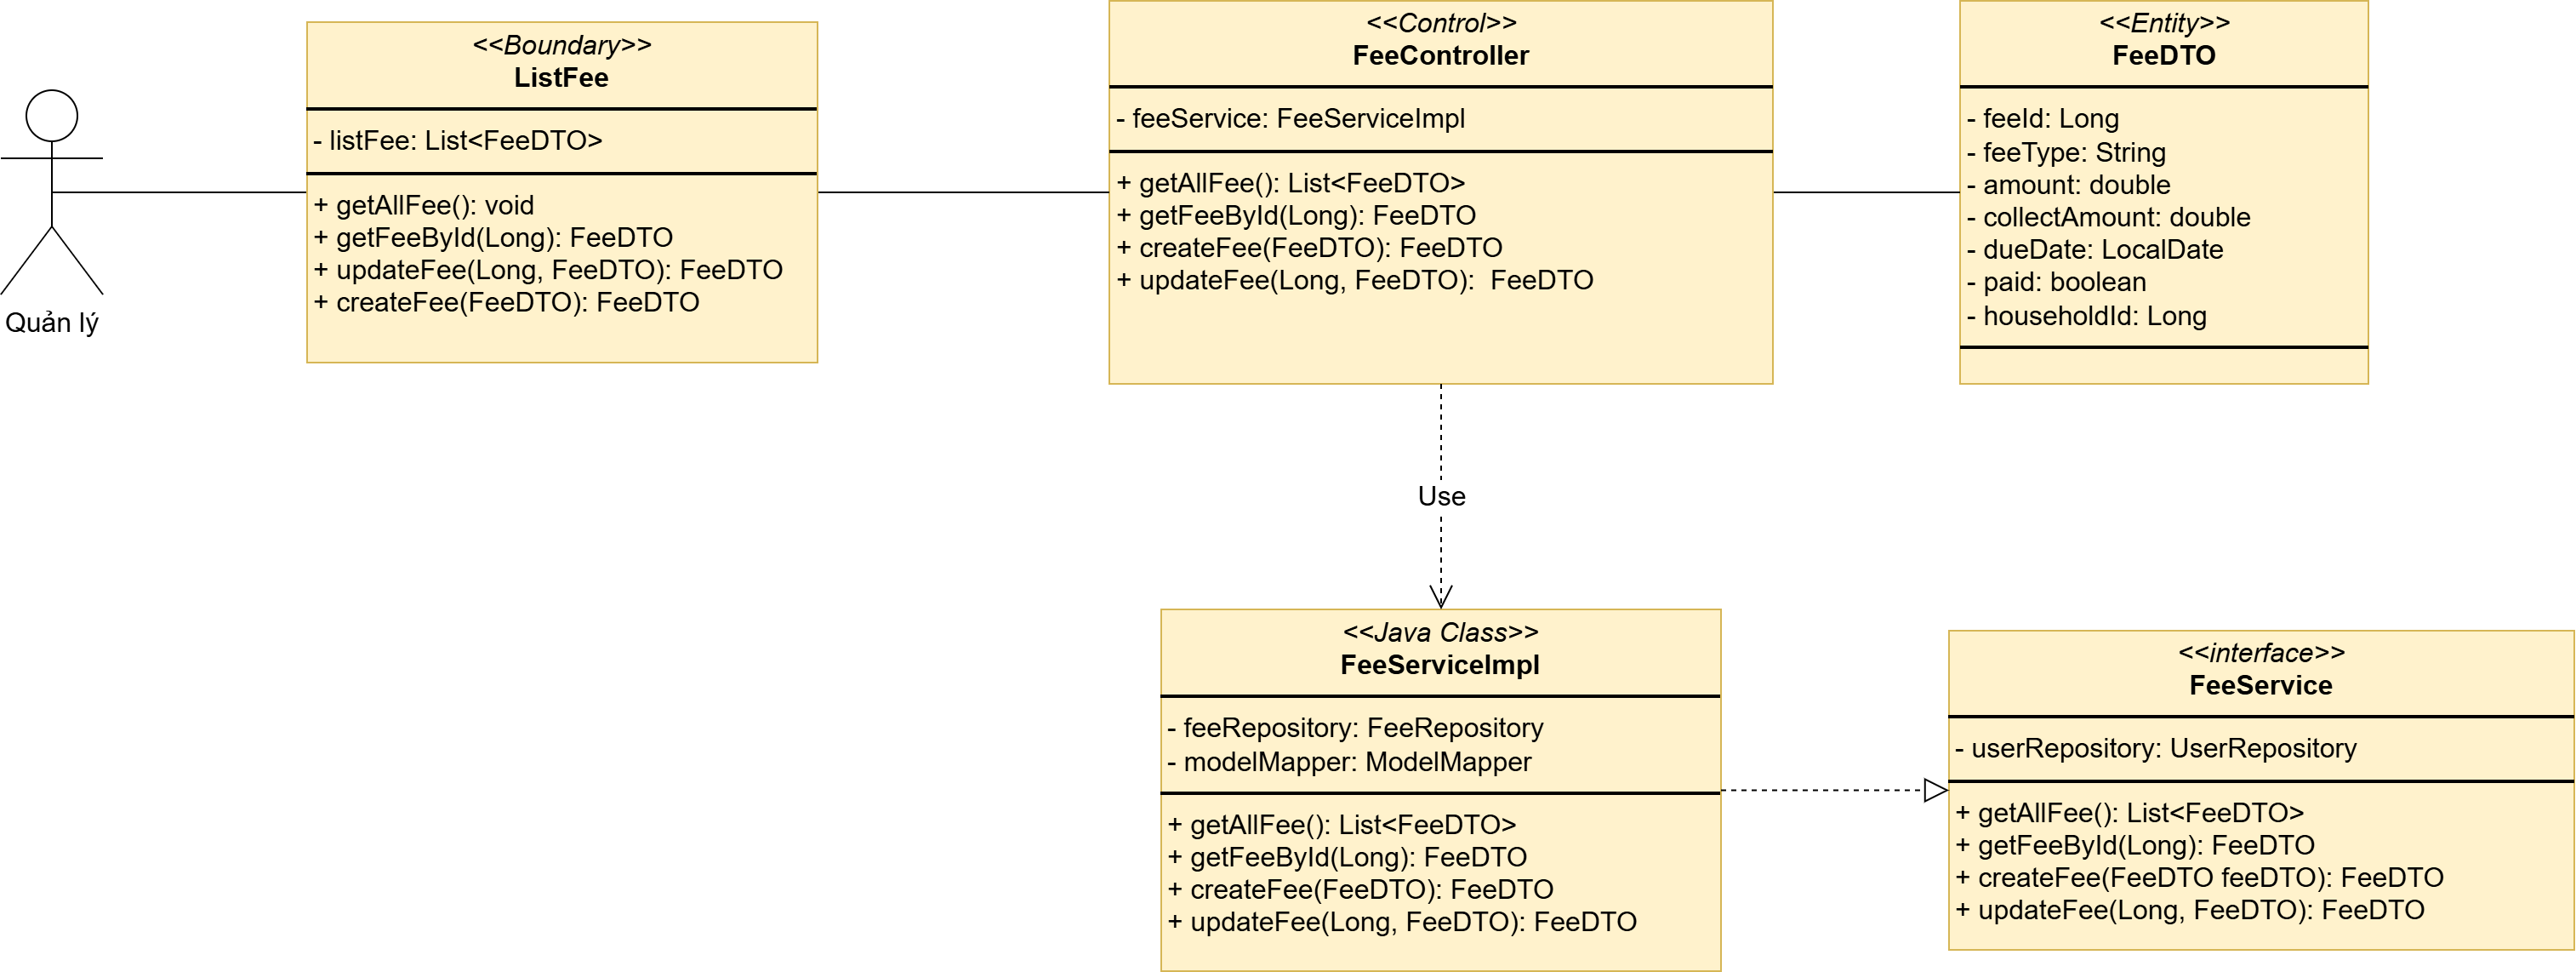 Quản lý
<<Boundary>>
ListFee
- listFee: List<FeeDTO>
+ getAllFee(): void
+ getFeeById(Long): FeeDTO
+ updateFee(Long, FeeDTO): FeeDTO
+ createFee(FeeDTO): FeeDTO
<<Control>>
FeeController
- feeService: FeeServiceImpl
+ getAllFee(): List<FeeDTO>
+ getFeeById(Long): FeeDTO
+ createFee(FeeDTO): FeeDTO
+ updateFee(Long, FeeDTO):  FeeDTO
<<Entity>>
FeeDTO
- feeId: Long
- feeType: String
- amount: double
- collectAmount: double
- dueDate: LocalDate
- paid: boolean
- householdId: Long
Use
<<Java Class>>
FeeServiceImpl
- feeRepository: FeeRepository
- modelMapper: ModelMapper
+ getAllFee(): List<FeeDTO>
+ getFeeById(Long): FeeDTO
+ createFee(FeeDTO): FeeDTO
+ updateFee(Long, FeeDTO): FeeDTO
<<interface>>
FeeService
- userRepository: UserRepository
+ getAllFee(): List<FeeDTO>
+ getFeeById(Long): FeeDTO
+ createFee(FeeDTO feeDTO): FeeDTO
+ updateFee(Long, FeeDTO): FeeDTO